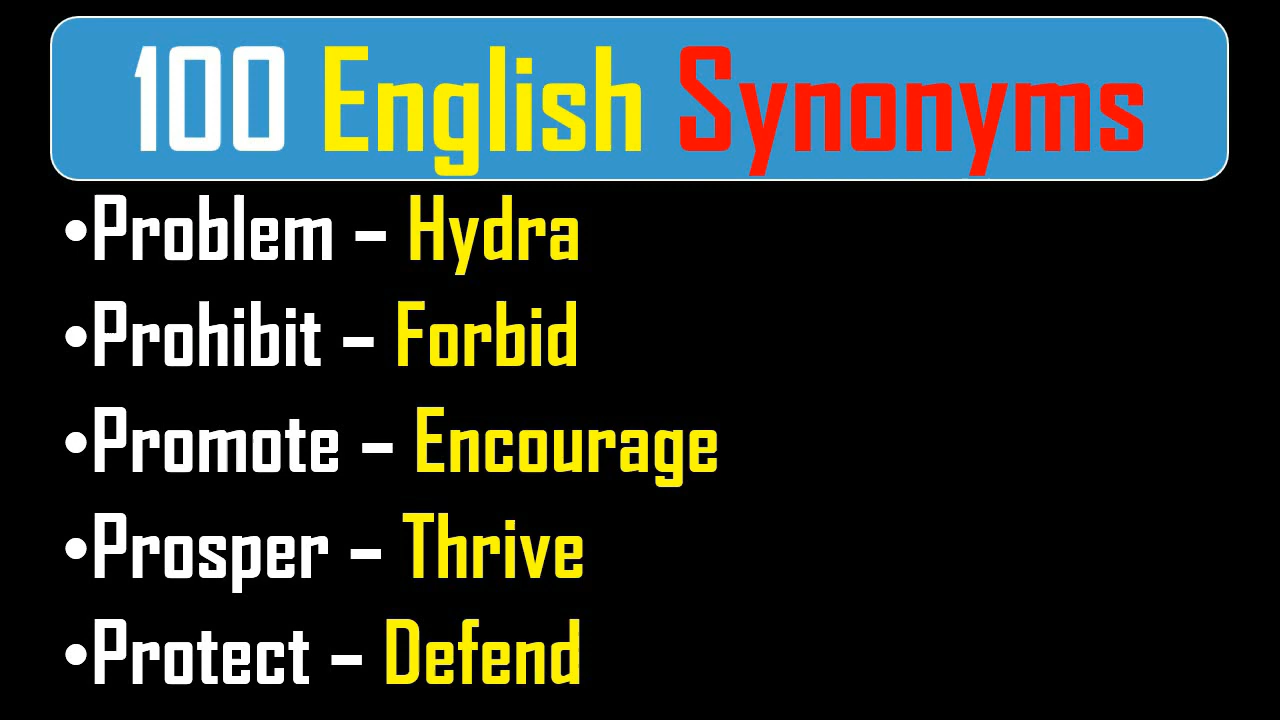 100 English Synonyms
•Problem – Hydra
•Prohibit – Forbid
•Promote – Encourage
•Prosper – Thrive
•Protect – Defend